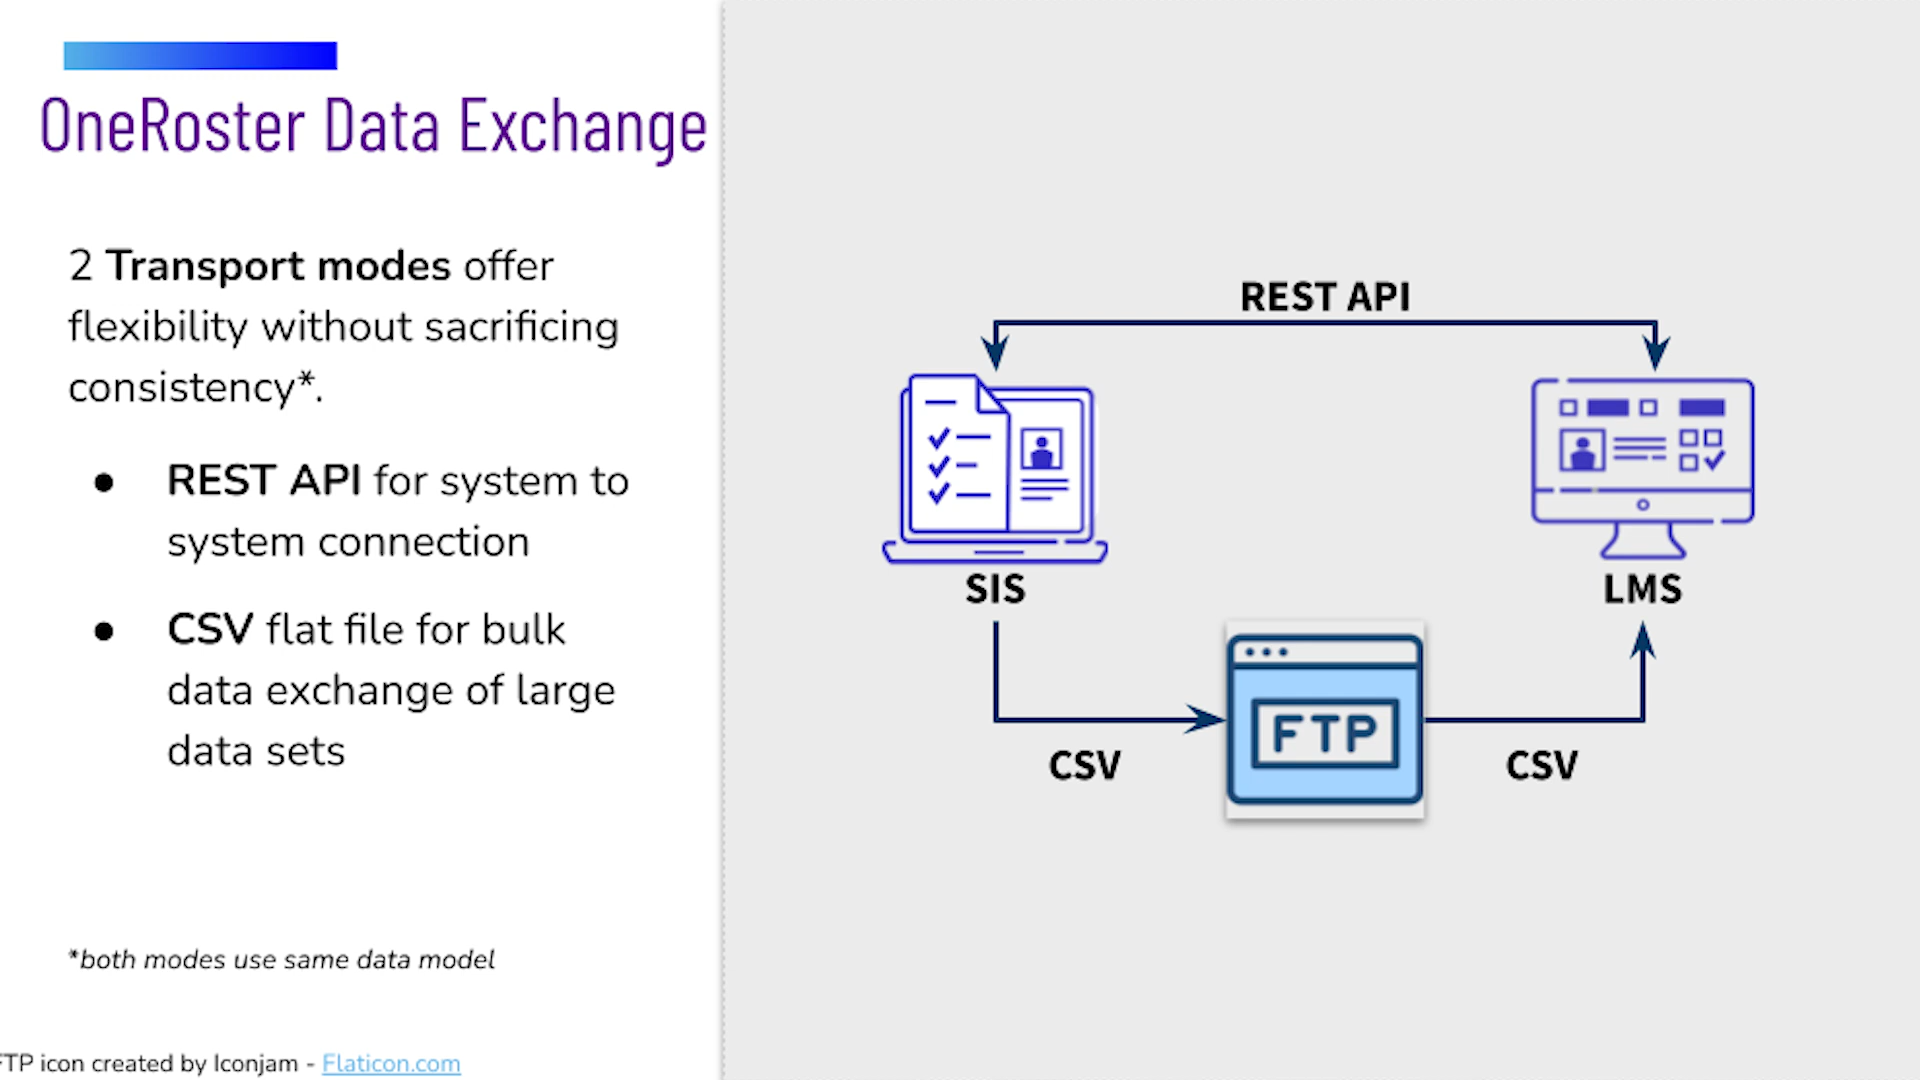 OneRoster Data Exchange
2 Transport modes offer
flexibility without sacrificing
consistency*.
● REST API for system to
system connection
● CSV flat file for bulk
data exchange of large
data sets
*both modes use same data model
FTP icon created by Iconjam - Flaticon.com
REST API
SIS
LMS
FTP
CSV
CSV